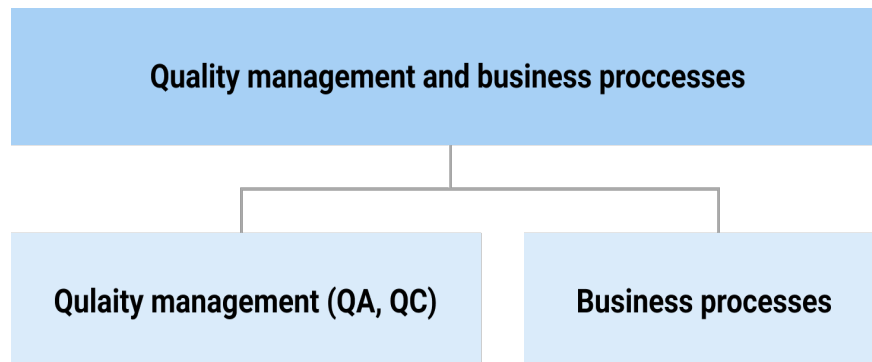 Quality management and business proccesses
Qulaity management (QA, QC)
Business processes